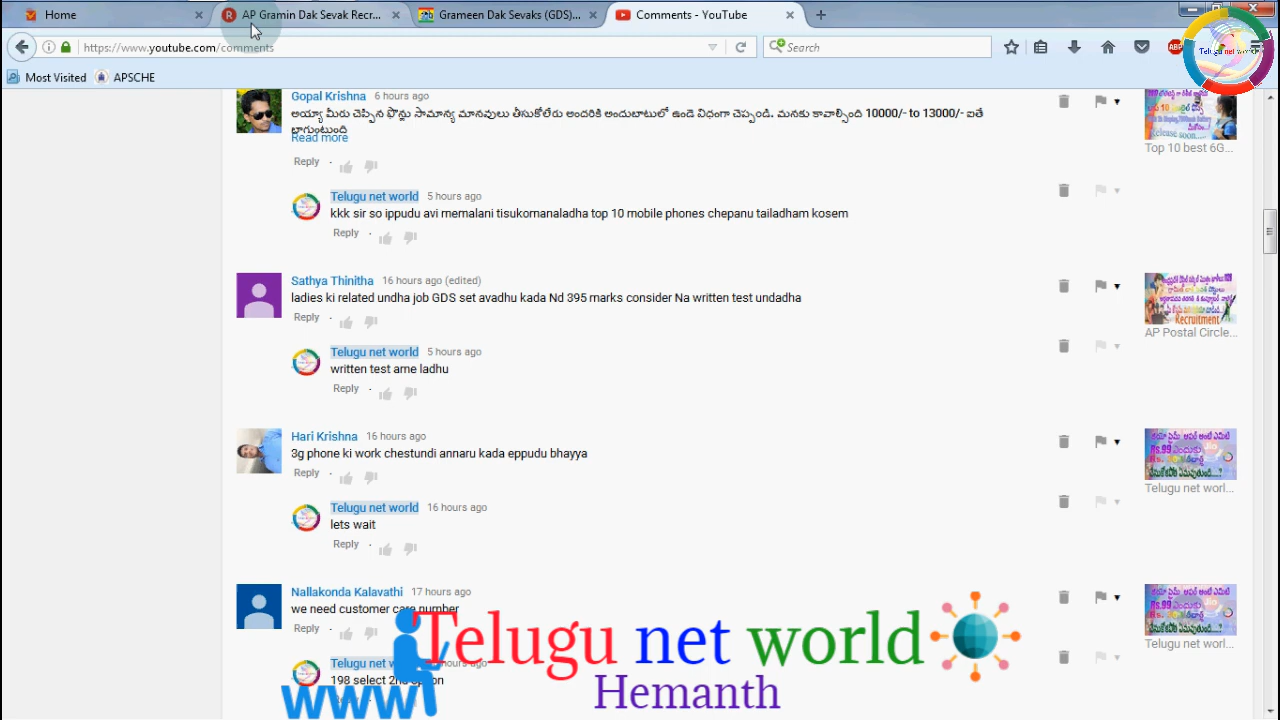 Home
AP Gramin Dak Sevak Recr...
Grameen Dak Sevaks (GDS)...
Comments - YouTube
https://www.youtube.com/comments
Search
ABP
Telugu net world
Most Visited
APSCHE
Gopal Krishna 6 hours ago
అయ్యా మీరు చెప్పిన ఫొన్లు సామాన్య మానవులు తీసుకోలేరు అందరికి అందుబాటులో ఉండె విధంగా చెప్పండి. మనకు కావాల్సింది 10000/- to 13000/- ఐతే
బాగుంటుంది
Read more
Reply
Top 10 best 6G...
Telugu net world 5 hours ago
kkk sir so ippudu avi memalani tisukomanaladha top 10 mobile phones chepanu tailadham kosem
Reply
Sathya Thinitha 16 hours ago (edited)
ladies ki related undha job GDS set avadhu kada Nd 395 marks consider Na written test undadha
Reply
Recruitment
AP Postal Circle...
Telugu net world 5 hours ago
written test ame ladhu
Reply
Hari Krishna 16 hours ago
3g phone ki work chestundi annaru kada eppudu bhayya
Reply
Telugu net worl...
Telugu net world 16 hours ago
lets wait
Reply
Nallakonda Kalavathi 17 hours ago
we need customer care number
Reply
Telugu net worl...
Telugu net world
198 select 2nd option
www
Hemanth